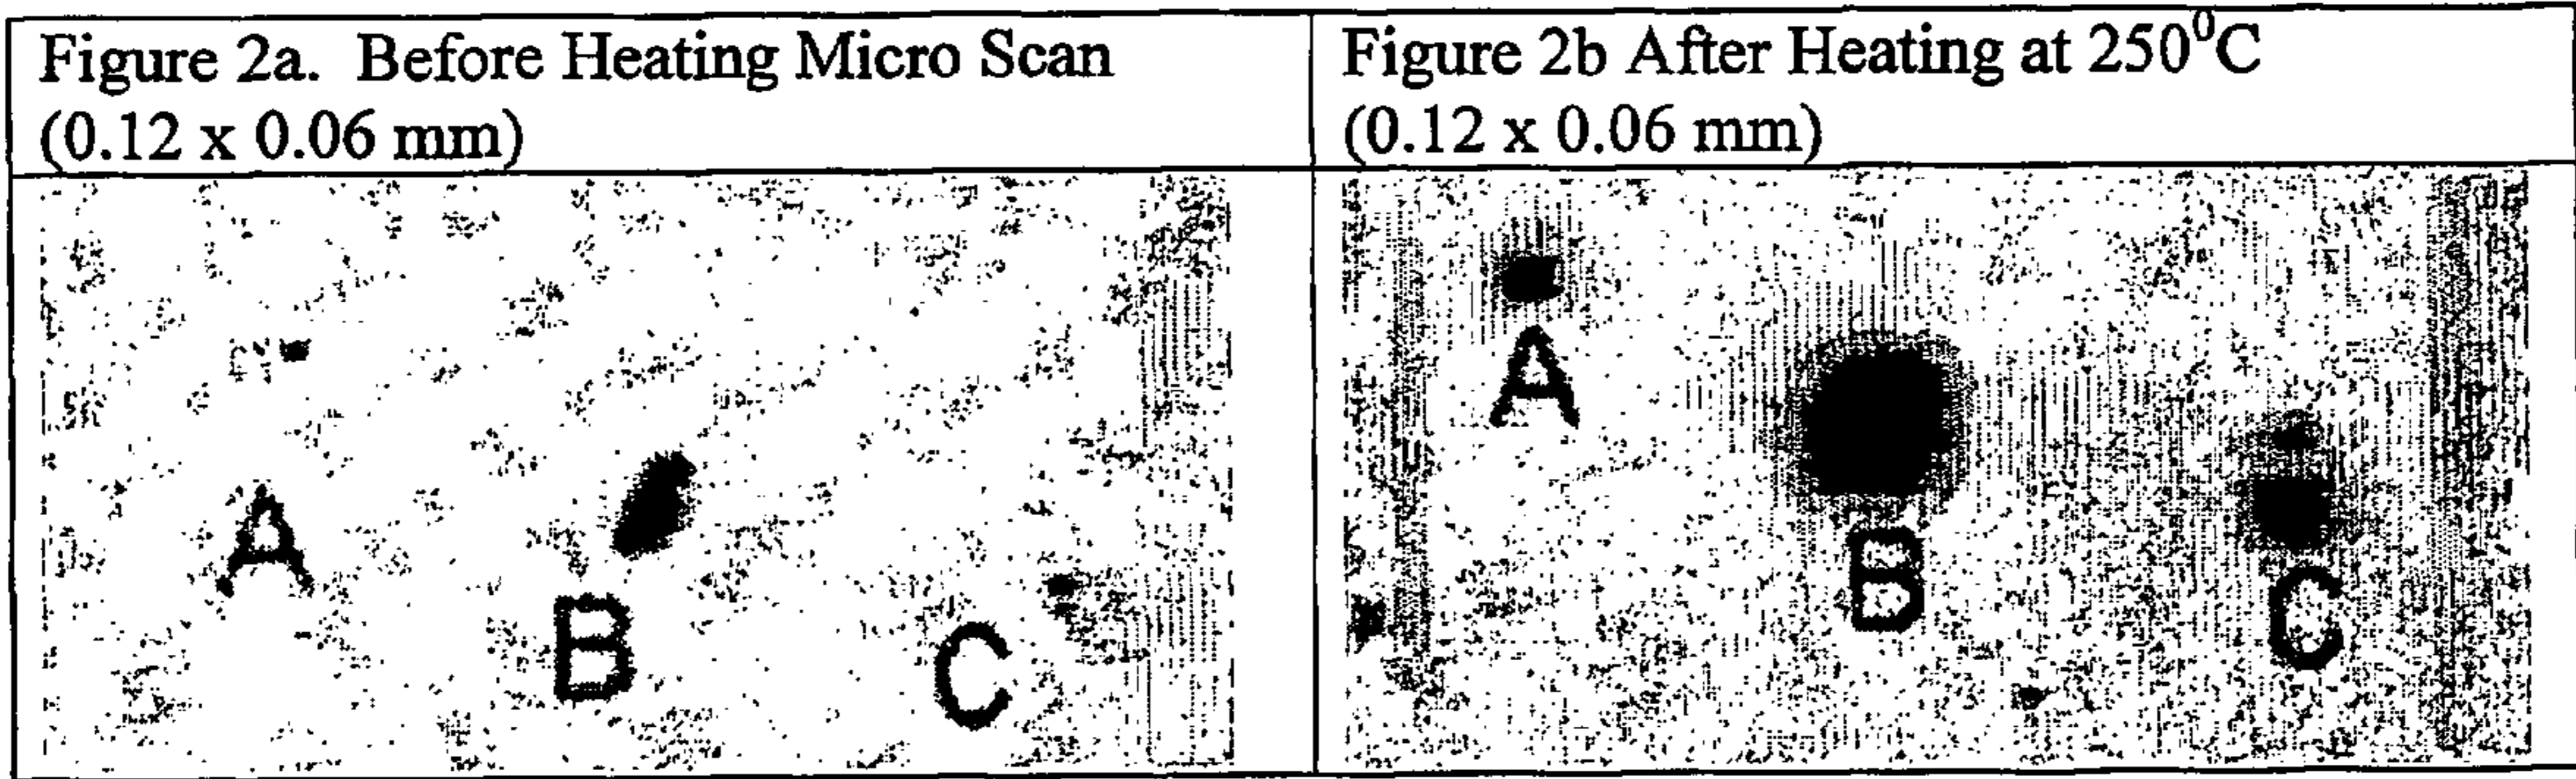 Figure 2a. Before Heating Micro Scan
(0.12 x 0.06 mm)
Figure 2b After Heating at 250⁰C
(0.12 x 0.06 mm)
A
B
C
A
B
C